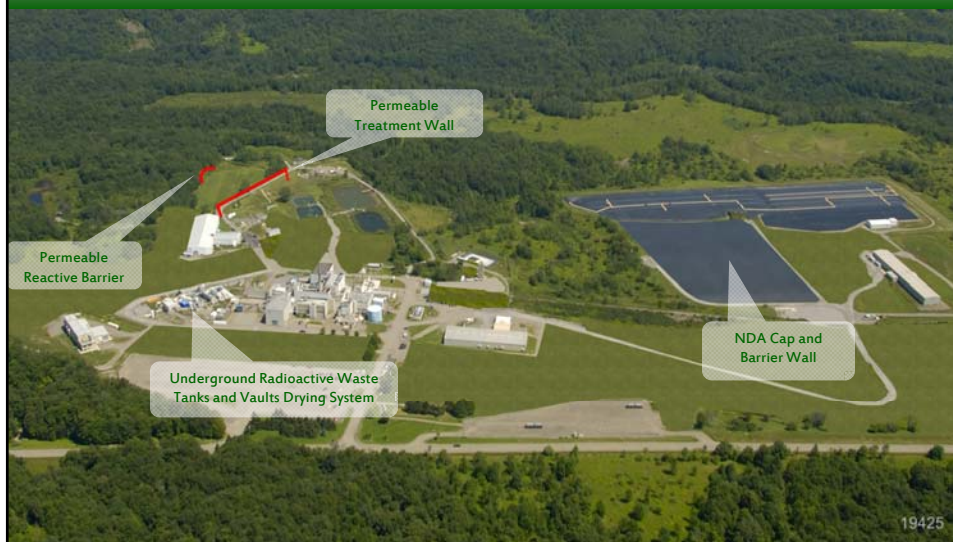 Permeable
Treatment Wall
Permeable
Reactive Barrier
NDA Cap and
Barrier Wall
Underground Radioactive Waste
Tanks and Vaults Drying System
19425